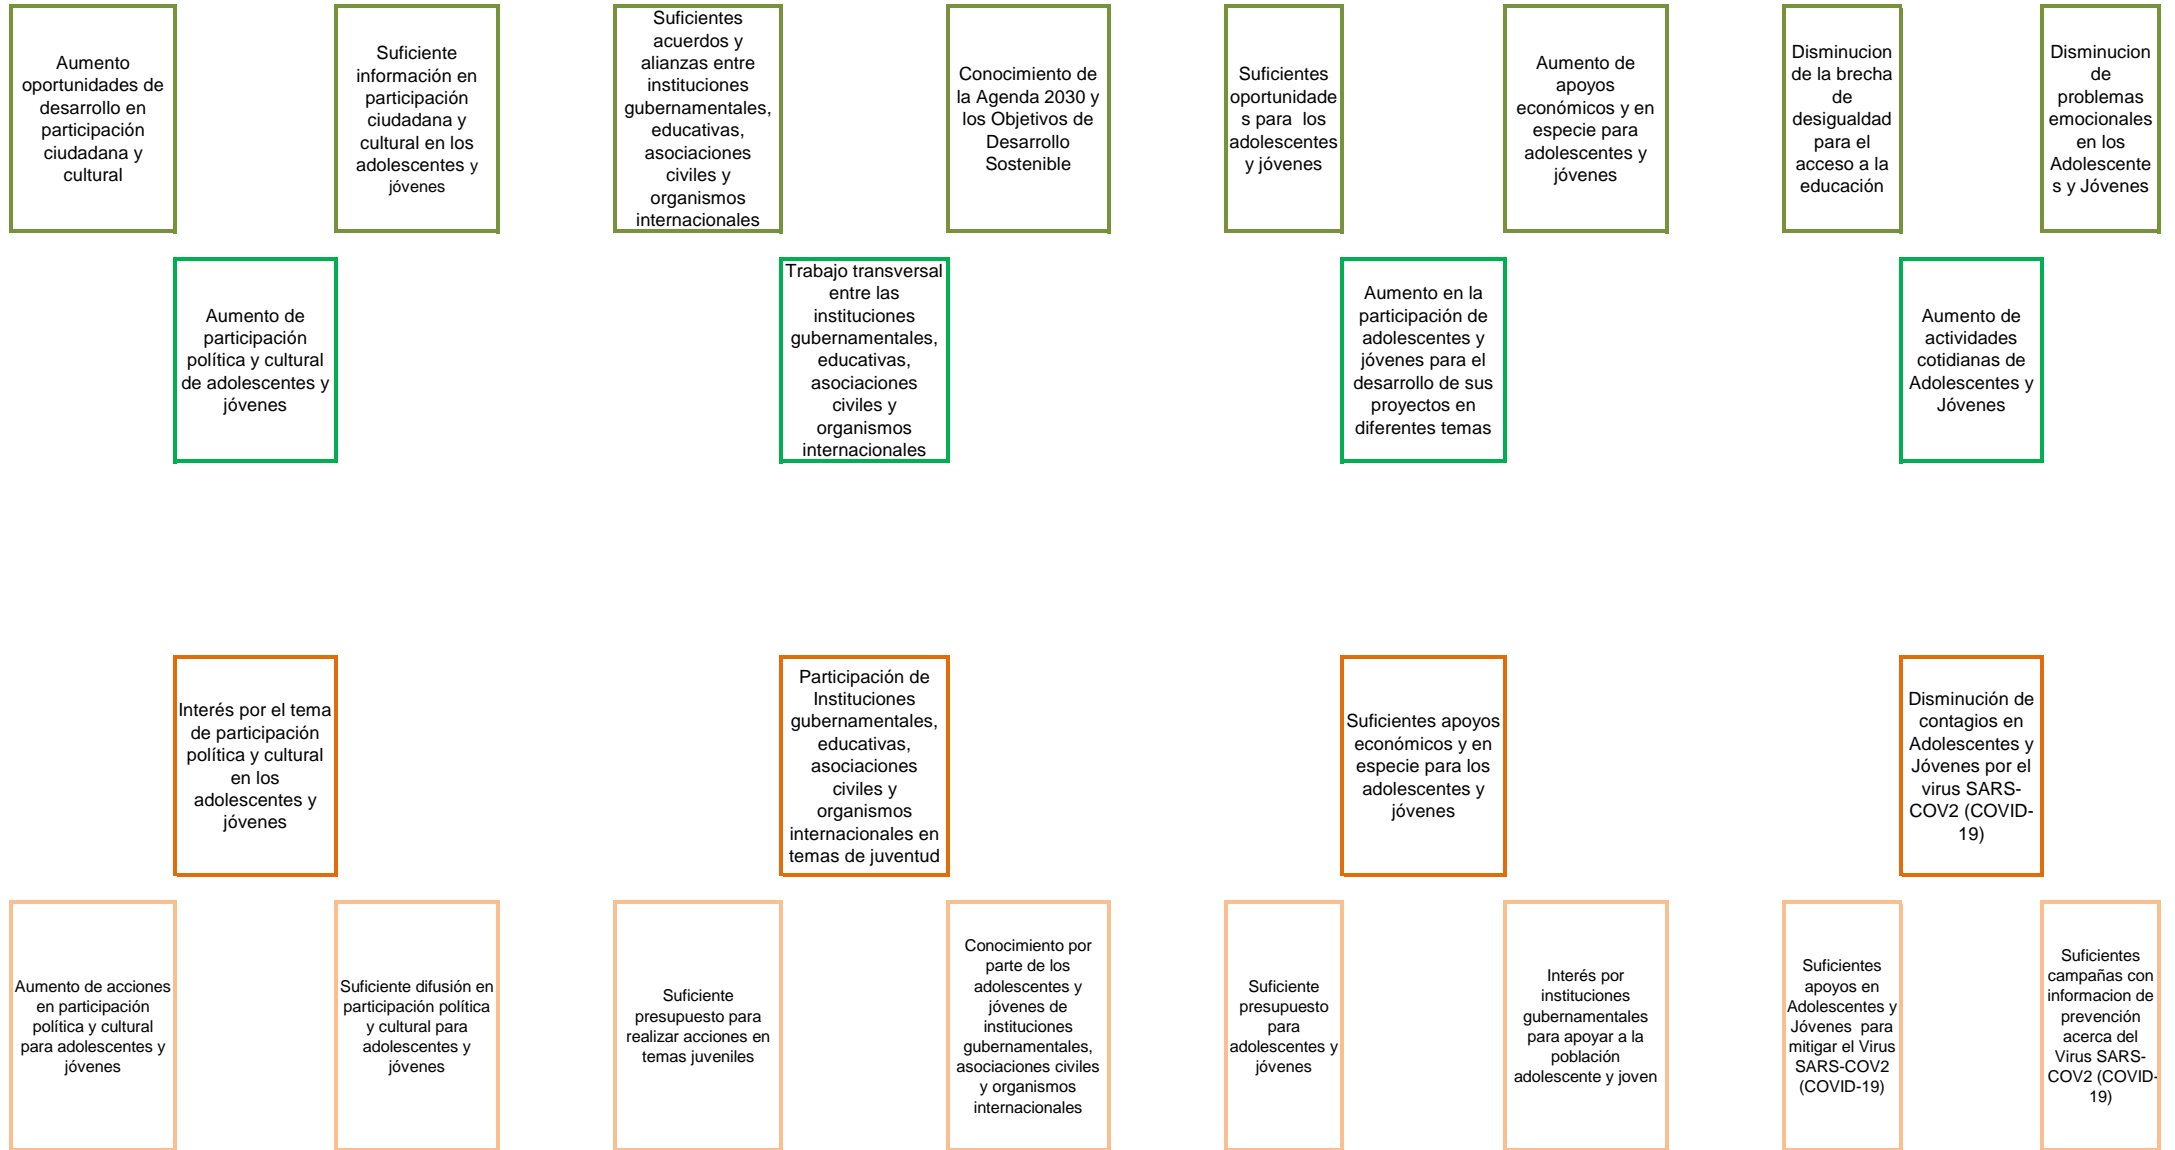 Aumento
oportunidades de
desarrollo en
participación
ciudadana y
cultural
Suficiente
información en
participación
ciudadana y
cultural en los
adolescentes y
jóvenes
Suficientes
acuerdos y
alianzas entre
instituciones
gubernamentales,
educativas,
asociaciones
civiles y
organismos
internacionales
Conocimiento de
la Agenda 2030 y
los Objetivos de
Desarrollo
Sostenible
Suficientes
oportunidade
s para los
adolescentes
y jóvenes
Aumento de
apoyos
económicos y en
especie para
adolescentes y
jóvenes
Disminucion
de la brecha
de
desigualdad
para el
acceso a la
educación
Disminucion
de
problemas
emocionales
en los
Adolescente
s y Jóvenes
Aumento de
participación
política y cultural
de adolescentes y
jóvenes
Trabajo transversal
entre las
instituciones
gubernamentales,
educativas,
asociaciones
civiles y
organismos
internacionales
Aumento en la
participación de
adolescentes y
jóvenes para el
desarrollo de sus
proyectos en
diferentes temas
Aumento de
actividades
cotidianas de
Adolescentes y
Jóvenes
Interés por el tema
de participación
política y cultural
en los
adolescentes y
jóvenes
Participación de
Instituciones
gubernamentales,
educativas,
asociaciones
civiles y
organismos
internacionales en
temas de juventud
Suficientes apoyos
económicos y en
especie para los
adolescentes y
jóvenes
Disminución de
contagios en
Adolescentes y
Jóvenes por el
virus SARS-
COV2 (COVID-
19)
Aumento de acciones
en participación
política y cultural
para adolescentes y
jóvenes
Suficiente difusión en
participación política
y cultural para
adolescentes y
jóvenes
Suficiente
presupuesto para
realizar acciones en
temas juveniles
Conocimiento por
parte de los
adolescentes y
jóvenes de
instituciones
gubernamentales,
asociaciones civiles
y organismos
internacionales
Suficiente
presupuesto
para
adolescentes y
jóvenes
Interés por
instituciones
gubernamentales
para apoyar a la
población
adolescente y joven
Suficientes
apoyos en
Adolescentes y
Jóvenes para
mitigar el Virus
SARS-COV2
(COVID-19)
Suficientes
campañas con
informacion de
prevención
acerca del
Virus SARS-
COV2 (COVID-
19)